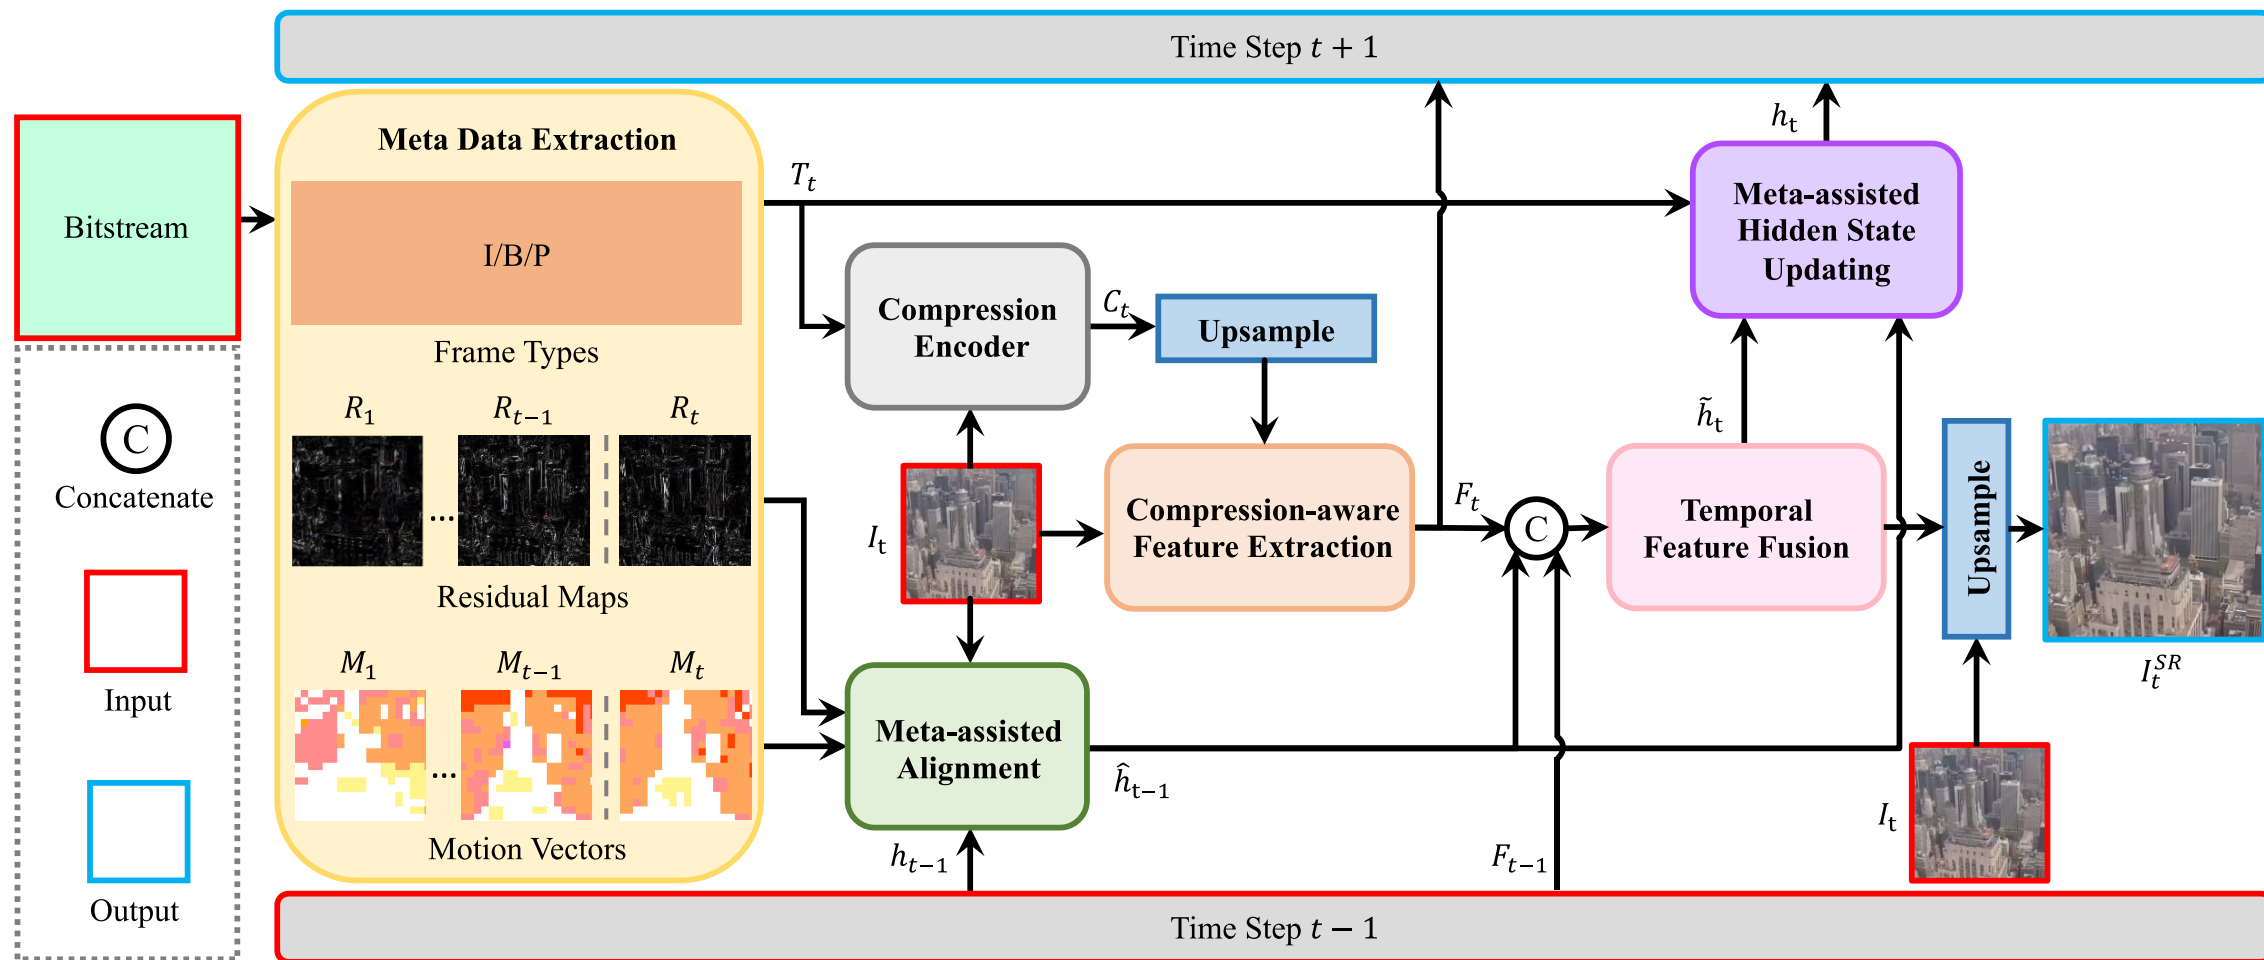 Time Step t + 1
Bitstream
C
Concatenate
Input
Output
Meta Data Extraction
I/B/P
Frame Types
R₁
R_{t−1}
R_t
...
Residual Maps
M₁
M_{t−1}
M_t
...
Motion Vectors
T_t
Compression
Encoder
C_t
Upsample
I_t
Compression-aware
Feature Extraction
Meta-assisted
Alignment
h_{t−1}
ĥ_{t−1}
F_t
C
F_{t−1}
Temporal
Feature Fusion
h̃_t
Meta-assisted
Hidden State
Updating
h_t
Upsample
I_t^{SR}
I_t
Time Step t − 1